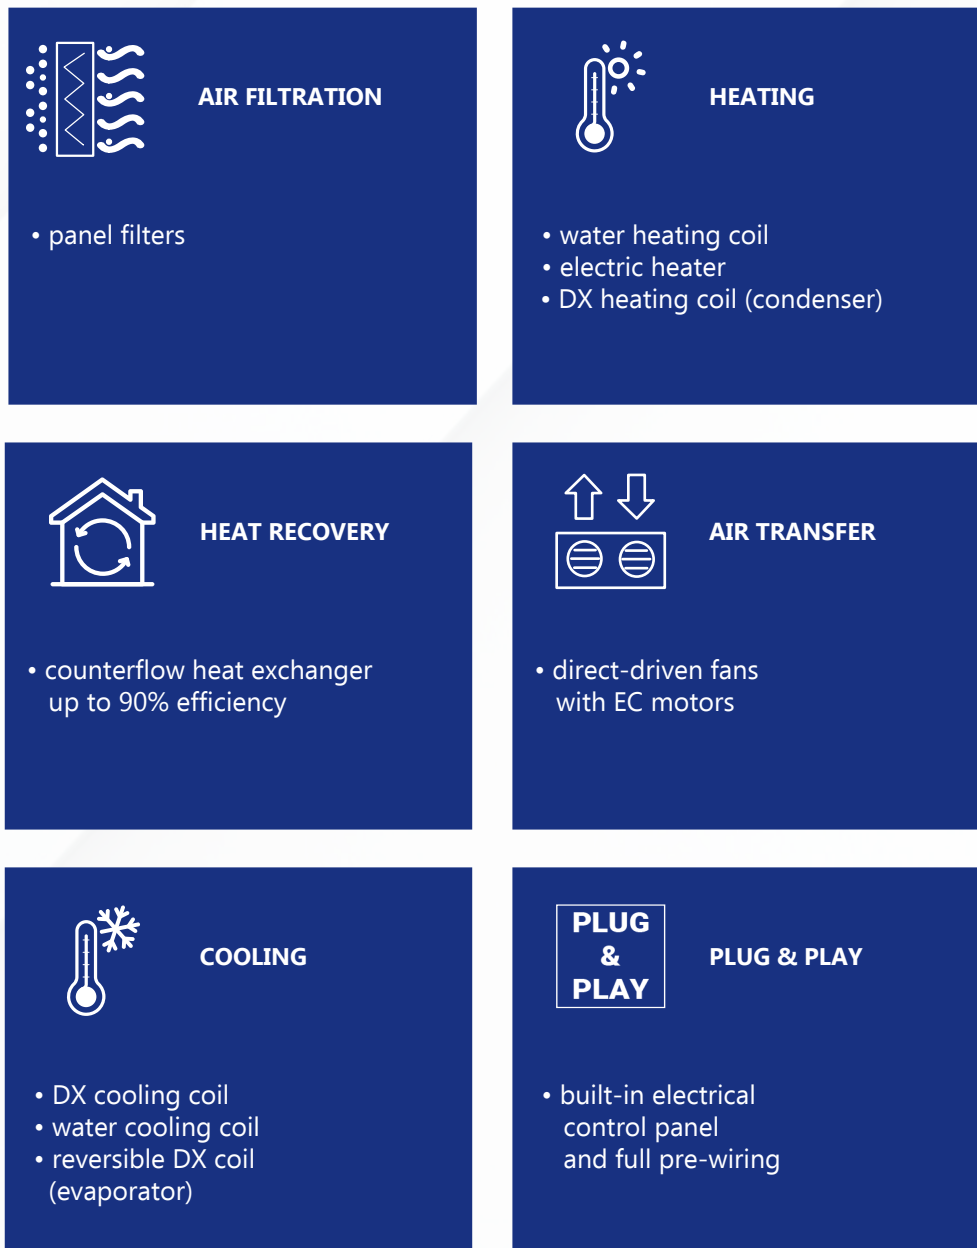 AIR FILTRATION
• panel filters
HEATING
• water heating coil
• electric heater
• DX heating coil (condenser)
HEAT RECOVERY
• counterflow heat exchanger
up to 90% efficiency
AIR TRANSFER
• direct-driven fans
with EC motors
COOLING
• DX cooling coil
• water cooling coil
• reversible DX coil
(evaporator)
PLUG
&
PLAY
PLUG & PLAY
• built-in electrical
control panel
and full pre-wiring